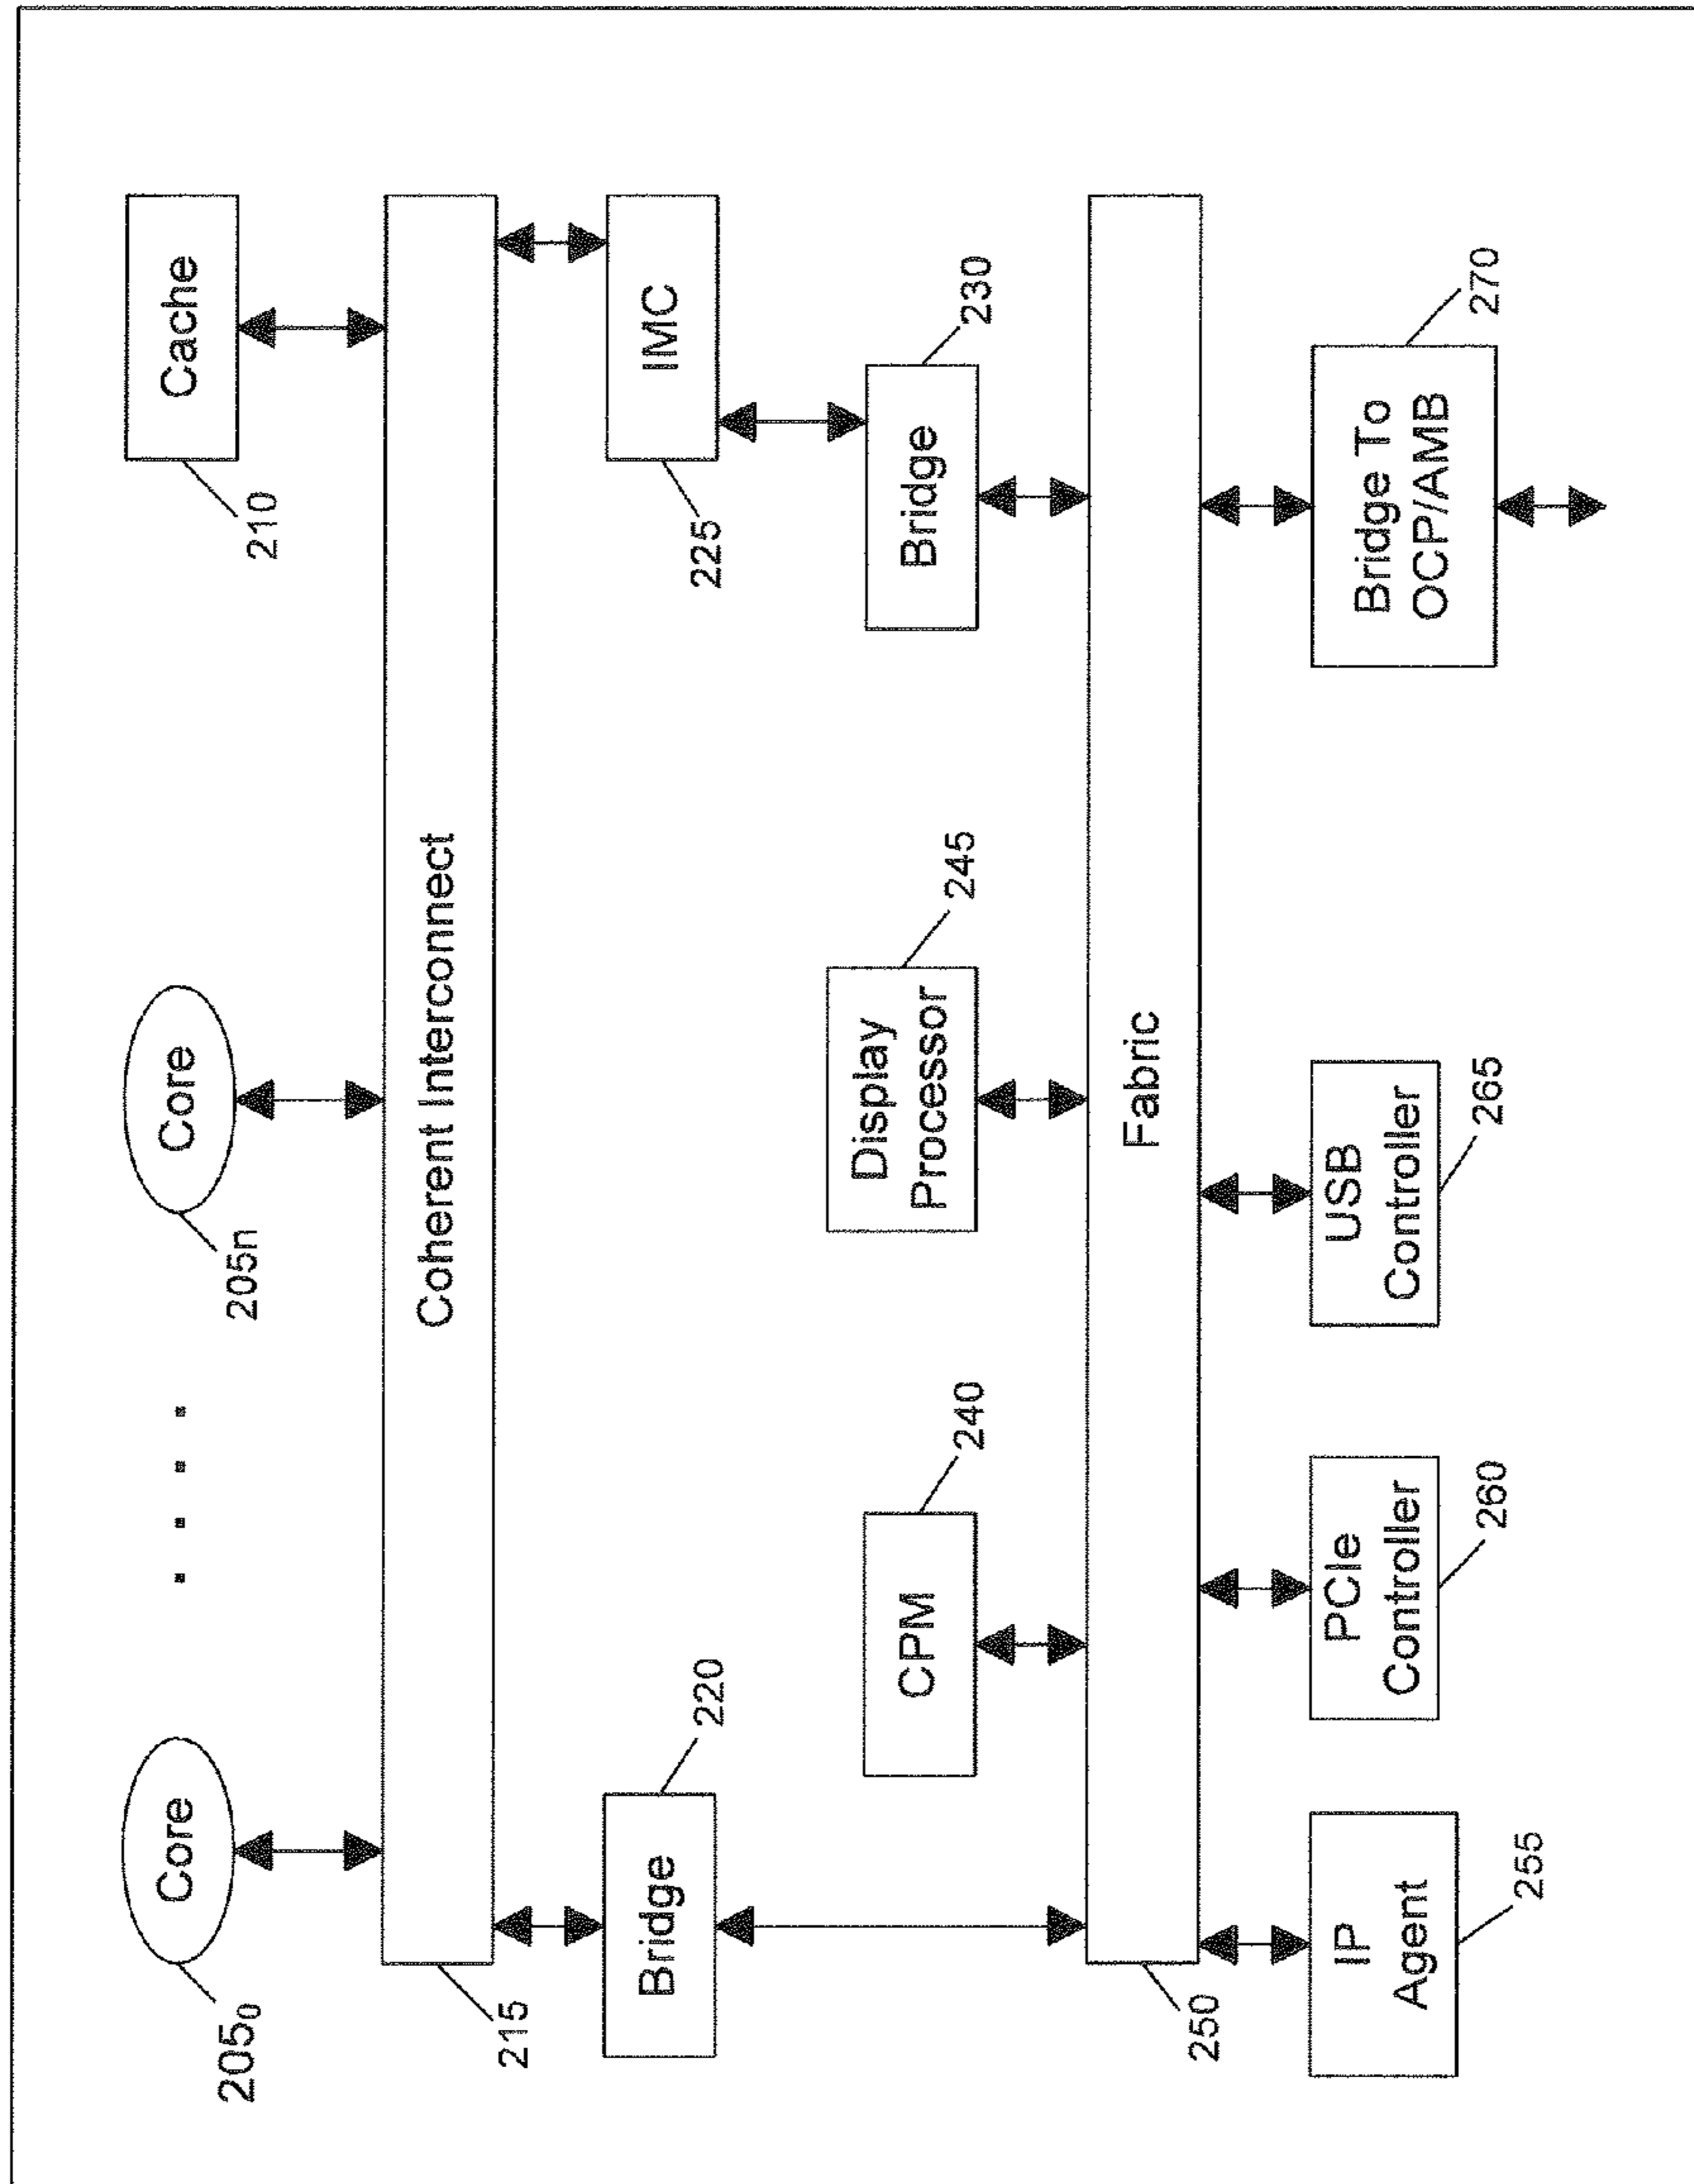 Core
205₀
Core
205n
Cache
210
Coherent Interconnect
215
Bridge
220
IMC
225
Bridge
230
CPM
240
Display
Processor
245
Fabric
250
IP
Agent
255
PCIe
Controller
260
USB
Controller
265
Bridge To
OCP/AMB
270